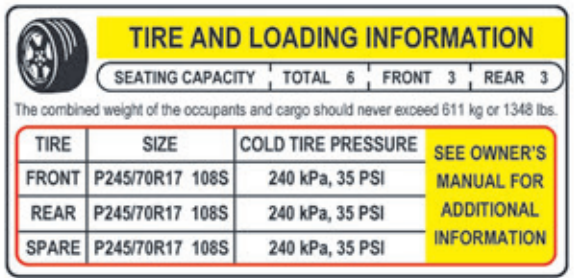 TIRE AND LOADING INFORMATION
SEATING CAPACITY TOTAL 6 FRONT 3 REAR 3
The combined weight of the occupants and cargo should never exceed 611 kg or 1348 lbs.
TIRE SIZE COLD TIRE PRESSURE
FRONT P245/70R17 108S 240 kPa, 35 PSI
REAR P245/70R17 108S 240 kPa, 35 PSI
SPARE P245/70R17 108S 240 kPa, 35 PSI
SEE OWNER'S
MANUAL FOR
ADDITIONAL
INFORMATION